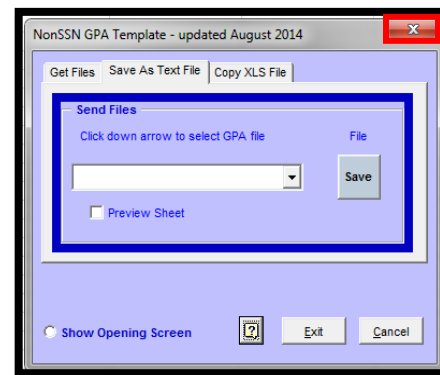 NonSSN GPA Template - updated August 2014 x
Get Files Save As Text File Copy XLS File
Send Files
Click down arrow to select GPA file File
Save
Preview Sheet
Show Opening Screen ? Exit Cancel